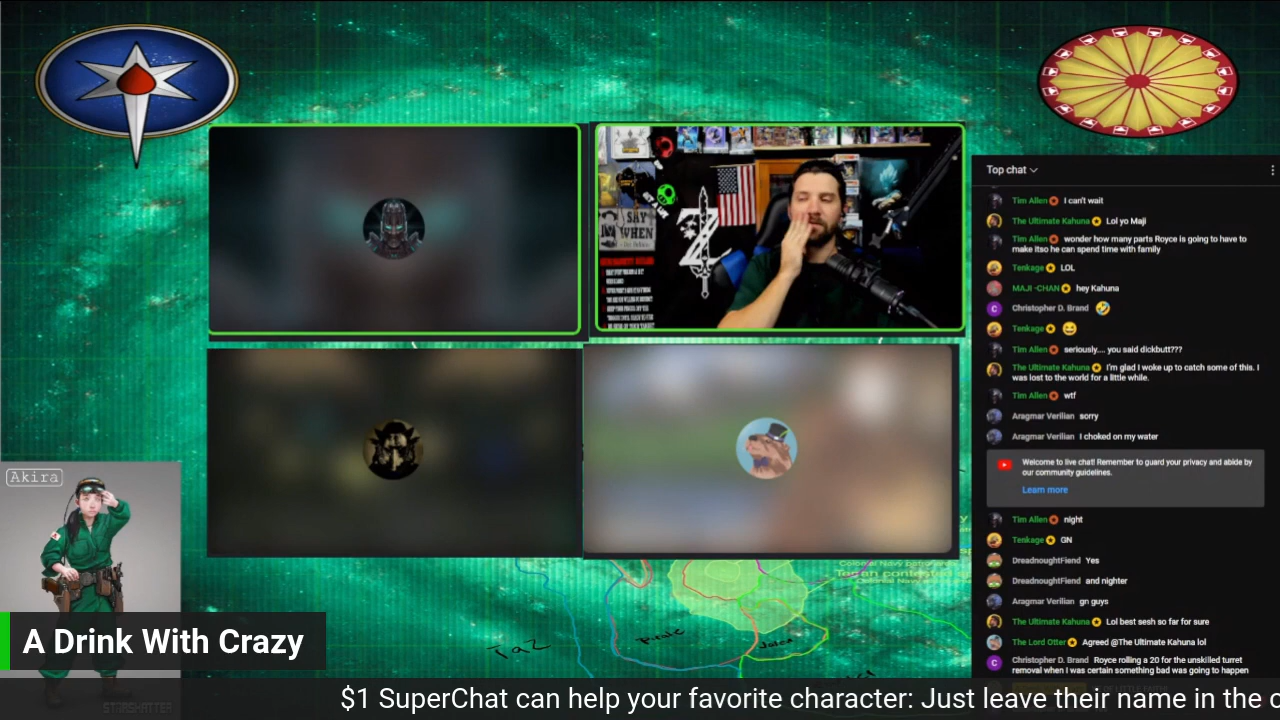 Top chat
Tim Allen I can't wait
The Ultimate Kahuna Lol yo Maji
Tim Allen wonder how many parts Royce is going to have to
make itso he can spend time with family
Tenkage LOL
MAJI -CHAN hey Kahuna
Christopher D. Brand
Tenkage
Tim Allen seriously.... you said dickbutt???
The Ultimate Kahuna I'm glad I woke up to catch some of this. I
was lost to the world for a little while.
Tim Allen wtf
Aragmar Verilian sorry
Aragmar Verilian I choked on my water
Welcome to live chat! Remember to guard your privacy and abide by
our community guidelines.
Learn more
Tim Allen night
Tenkage GN
DreadnoughtFiend Yes
DreadnoughtFiend and nighter
Aragmar Verilian gn guys
The Ultimate Kahuna Lol best sesh so far for sure
The Lord Otter Agreed @The Ultimate Kahuna lol
Christopher D. Brand Royce rolling a 20 for the unskilled turret
removal when I was certain something bad was going to happen
SAY
WHEN
Z
Akira
TaZ
Pirate
STARSHATTER
A Drink With Crazy
$1 SuperChat can help your favorite character: Just leave their name in the c